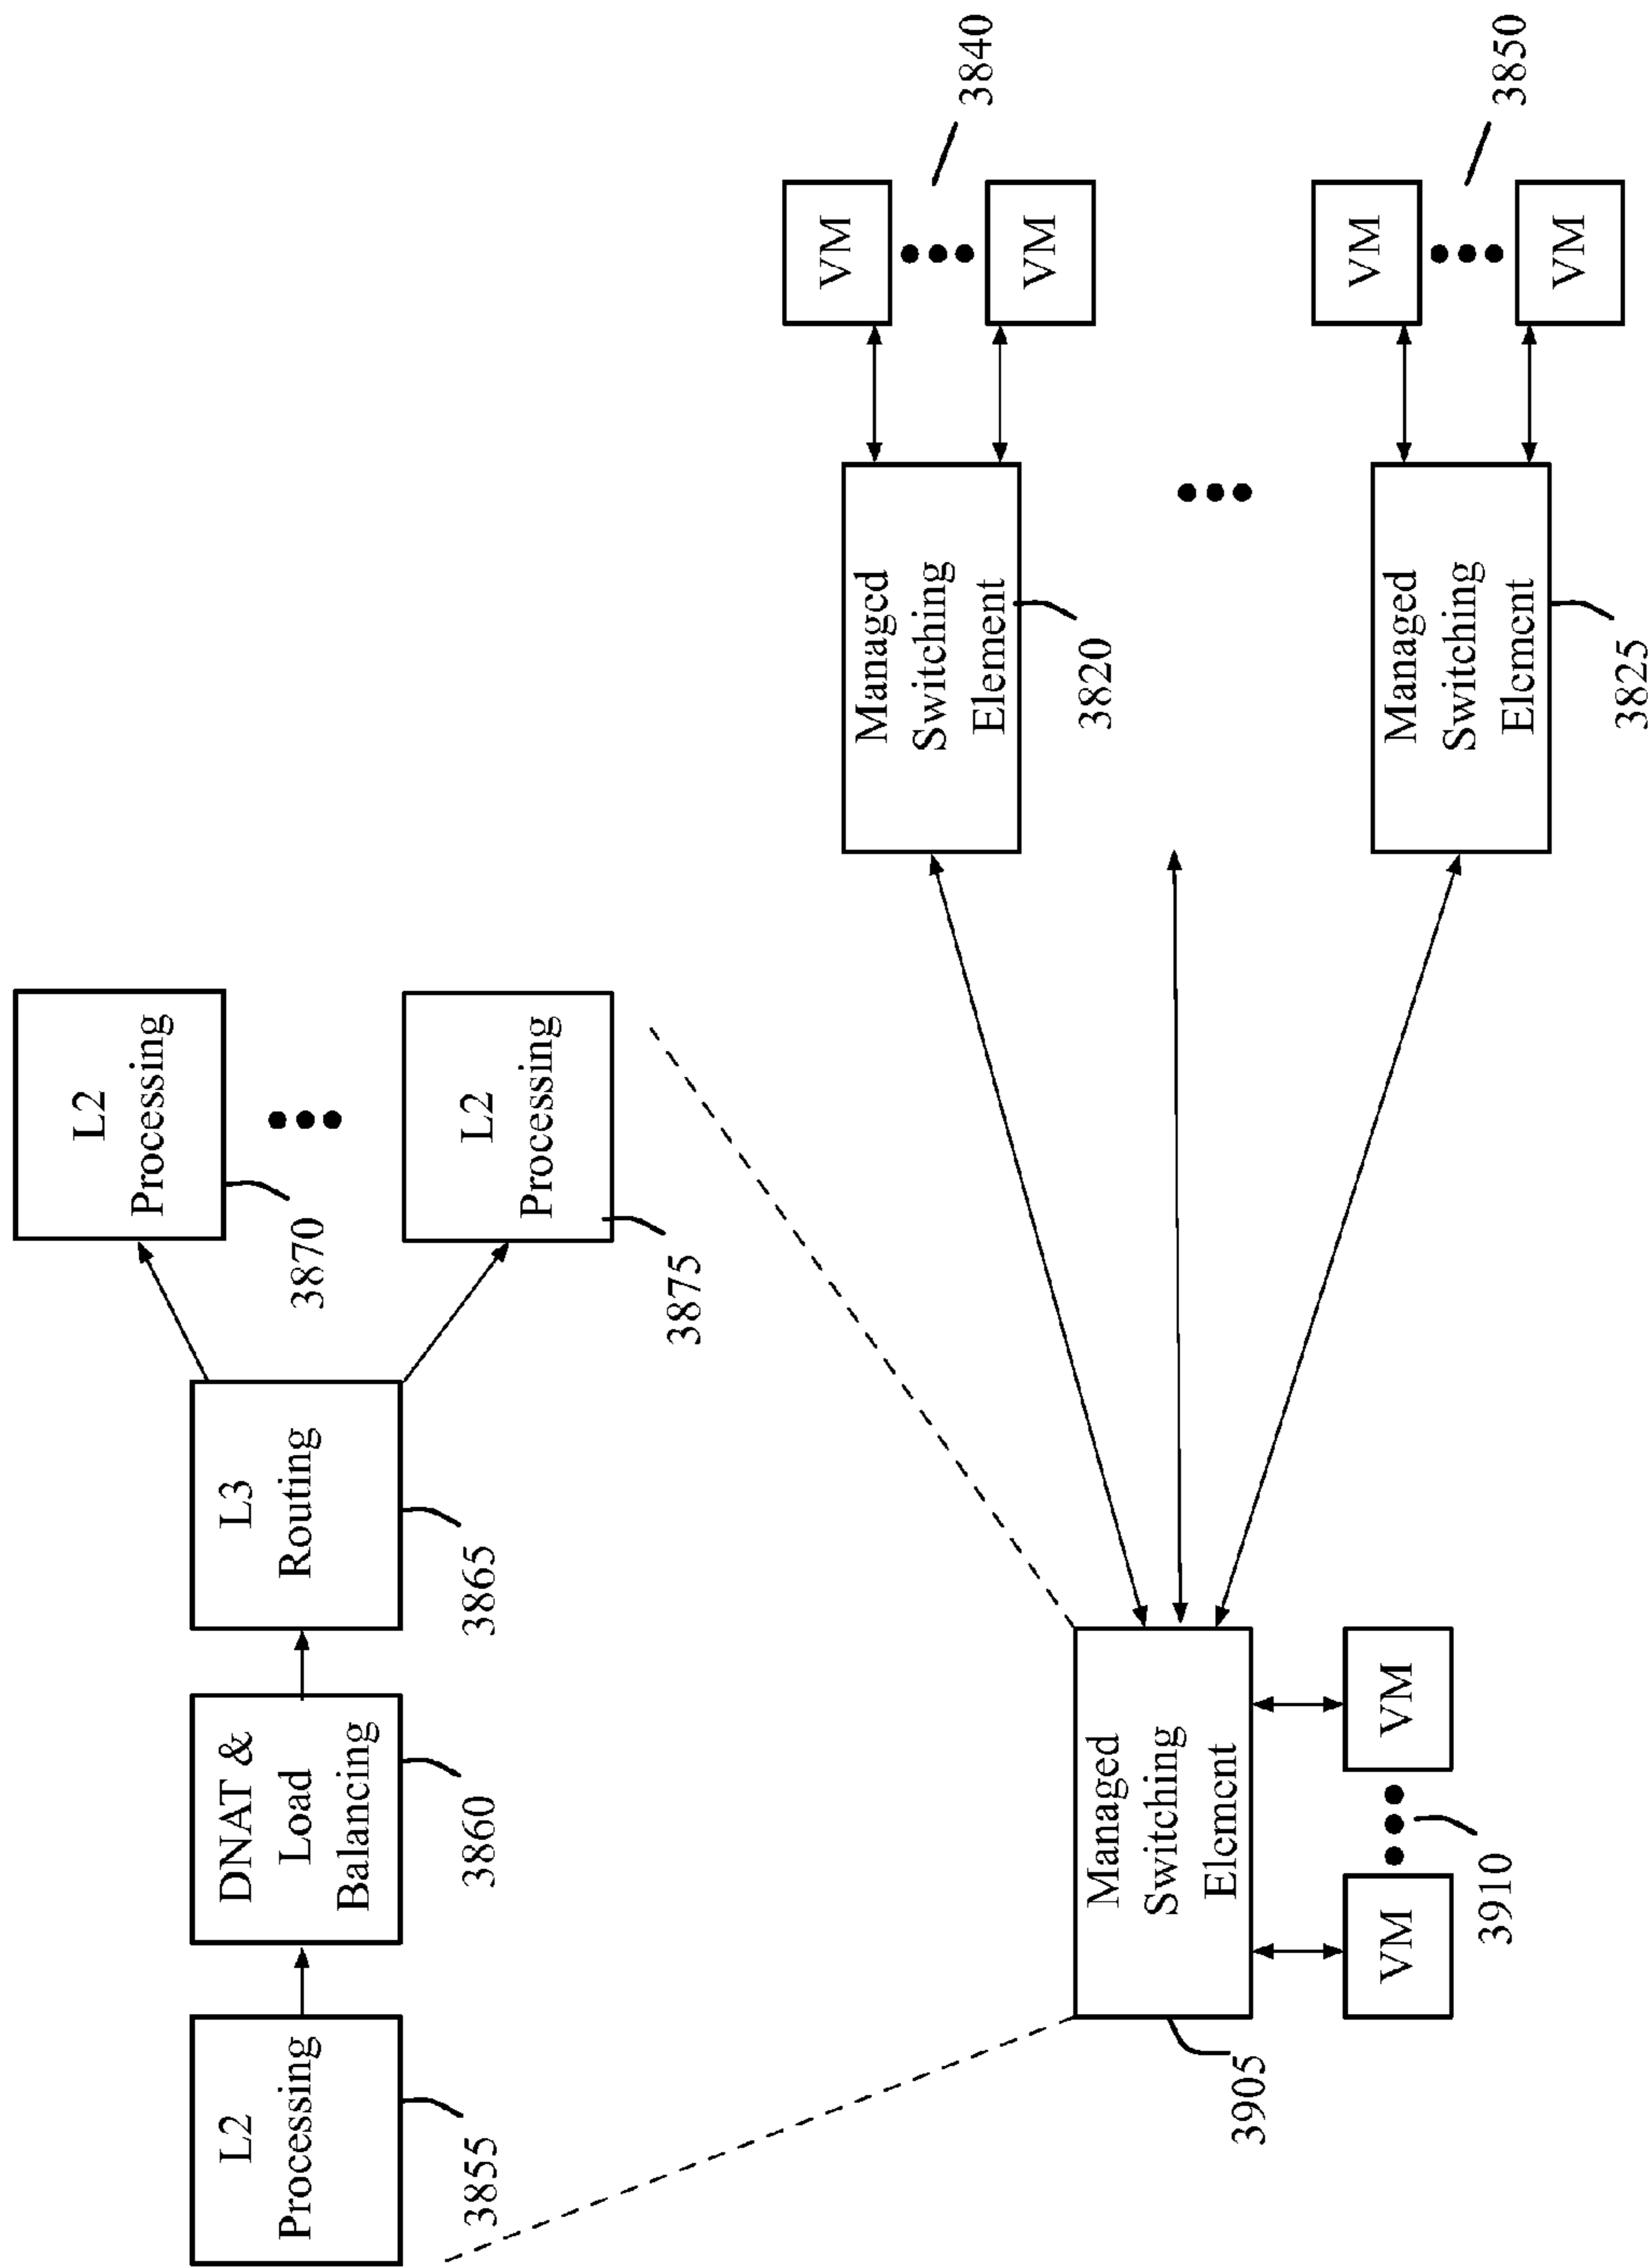 L2
Processing
3855
DNAT &
Load
Balancing
3860
L3
Routing
3865
L2
Processing
3870
L2
Processing
3875
Managed
Switching
Element
3905
VM
VM
3910
Managed
Switching
Element
3820
VM
VM
3840
Managed
Switching
Element
3825
VM
VM
3850